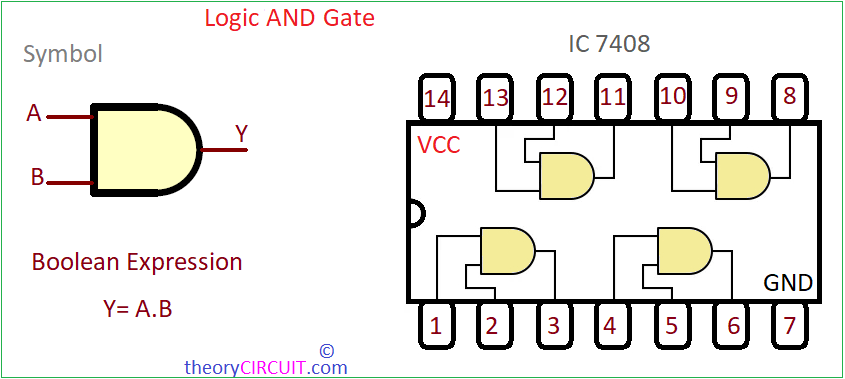 Logic AND Gate
Symbol
A
B
Y
Boolean Expression
Y= A.B
IC 7408
14 13 12 11 10 9 8
VCC
GND
1 2 3 4 5 6 7
©
theoryCIRCUIT.com